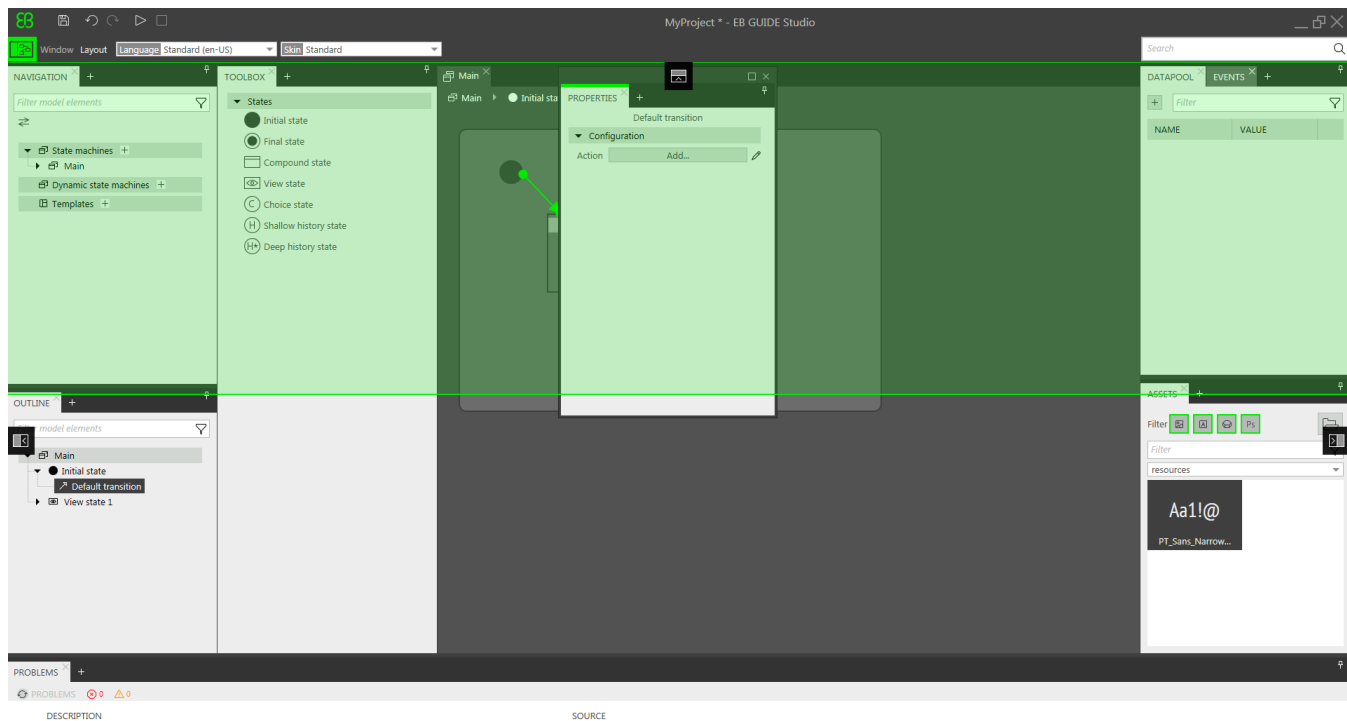 EB
MyProject * - EB GUIDE Studio
Window Layout Language Standard (en-US) Skin Standard
Search
NAVIGATION
Filter model elements
State machines
Main
Dynamic state machines
Templates
TOOLBOX
States
Initial state
Final state
Compound state
View state
C Choice state
H Shallow history state
H* Deep history state
Main
Main Initial sta
PROPERTIES
Default transition
Configuration
Action Add...
DATAPOOL EVENTS
Filter
NAME VALUE
OUTLINE
Filter model elements
Main
Initial state
Default transition
View state 1
ASSETS
Filter A Ps
Filter
resources
Aa1!@
PT_Sans_Narrow...
PROBLEMS
PROBLEMS 0 0
DESCRIPTION SOURCE